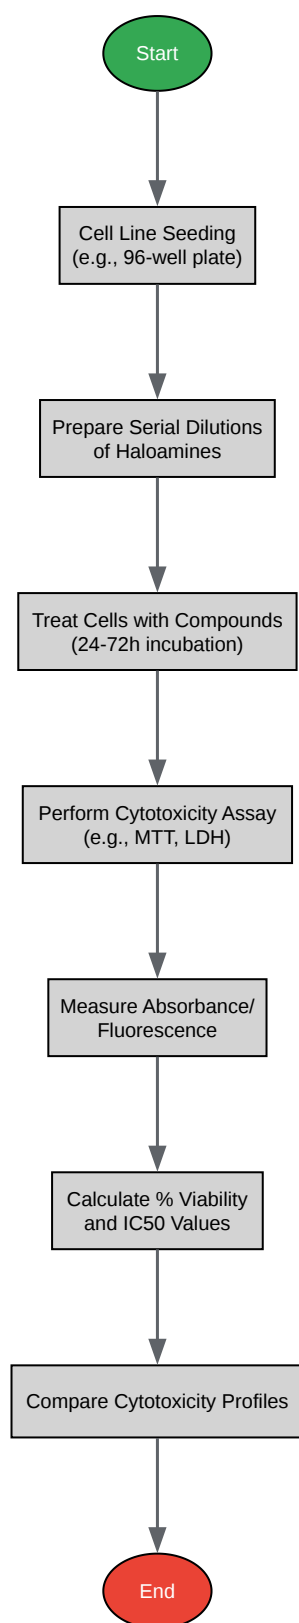 Start
Cell Line Seeding
(e.g., 96-well plate)
Prepare Serial Dilutions
of Haloamines
Treat Cells with Compounds
(24-72h incubation)
Perform Cytotoxicity Assay
(e.g., MTT, LDH)
Measure Absorbance/
Fluorescence
Calculate % Viability
and IC50 Values
Compare Cytotoxicity Profiles
End